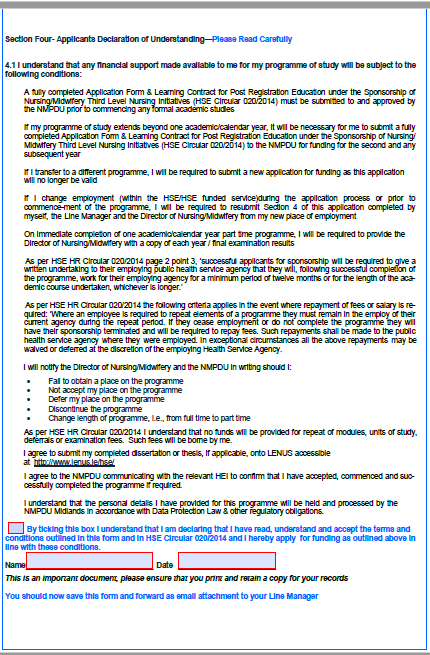 Section Four- Applicants Declaration of Understanding—Please Read Carefully
4.1 I understand that any financial support made available to me for my programme of study will be subject to the
following conditions:
A fully completed Application Form & Learning Contract for Post Registration Education under the Sponsorship of
Nursing/Midwifery Third Level Nursing Initiatives (HSE Circular 020/2014) must be submitted to and approved by
the NMPDU prior to commencing any formal academic studies
If my programme of study extends beyond one academic/calendar year, it will be necessary for me to submit a fully
completed Application Form & Learning Contract for Post Registration Education under the Sponsorship of Nursing/
Midwifery Third Level Nursing Initiatives (HSE Circular 020/2014) to the NMPDU for funding for the second and any
subsequent year
If I transfer to a different programme, I will be required to submit a new application for funding as this application
will no longer be valid
If I change employment (within the HSE/HSE funded service)during the application process or prior to
commence-ment of the programme, I will be required to resubmit Section 4 of this application completed by
myself, the Line Manager and the Director of Nursing/Midwifery from my new place of employment
On immediate completion of one academic/calendar year part time programme, I will be required to provide the
Director of Nursing/Midwifery with a copy of each year / final examination results
As per HSE HR Circular 020/2014 page 2 point 3, 'successful applicants for sponsorship will be required to give a
written undertaking to their employing public health service agency that they will, following successful completion of
the programme, work for their employing agency for a minimum period of twelve months or for the length of the aca-
demic course undertaken, whichever is longer.'
As per HSE HR Circular 020/2014 the following criteria applies in the event where repayment of fees or salary is re-
quired: 'Where an employee is required to repeat elements of a programme they must remain in the employ of their
current agency during the repeat period. If they cease employment or do not complete the programme they will
have their sponsorship terminated and will be required to repay fees. Such repayments shall be made to the public
health service agency where they were employed. In exceptional circumstances all the above repayments may be
waived or deferred at the discretion of the employing Health Service Agency.
I will notify the Director of Nursing/Midwifery and the NMPDU in writing should I:
• Fail to obtain a place on the programme
• Not accept my place on the programme
• Defer my place on the programme
• Discontinue the programme
• Change length of programme, i.e., from full time to part time
As per HSE HR Circular 020/2014 I understand that no funds will be provided for repeat of modules, units of study,
deferrals or examination fees. Such fees will be borne by me.
I agree to submit my completed dissertation or thesis, if applicable, onto LENUS accessible
at http://www.lenus.ie/hse/
I agree to the NMPDU communicating with the relevant HEI to confirm that I have accepted, commenced and suc-
cessfully completed the programme if required.
I understand that the personal details I have provided for this programme will be held and processed by the
NMPDU Midlands in accordance with Data Protection Law & other regulatory obligations.
By ticking this box I understand that I am declaring that I have read, understand and accept the terms and
conditions outlined in this form and in HSE Circular 020/2014 and I hereby apply for funding as outlined above in
line with these conditions.
Name Date
This is an important document, please ensure that you print and retain a copy for your records
You should now save this form and forward as email attachment to your Line Manager